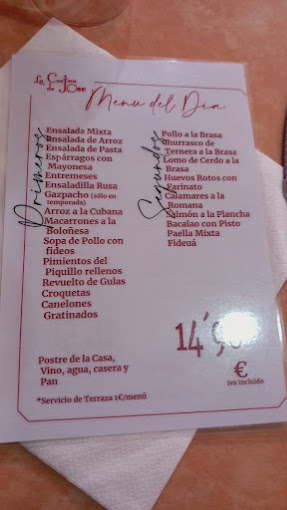 La Cocina
de Jose
Menu del Dia
Primeros
Ensalada Mixta
Ensalada de Arroz
Ensalada de Pasta
Espárragos con
Mayonesa
Entremeses
Ensaladilla Rusa
Gazpacho (sólo en
temporada)
Arroz a la Cubana
Macarrones a la
Boloñesa
Sopa de Pollo con
fideos
Pimientos del
Piquillo rellenos
Revuelto de Gulas
Croquetas
Canelones
Gratinados
Segundos
Pollo a la Brasa
Churrasco de
Ternera a la Brasa
Lomo de Cerdo a la
Brasa
Huevos Rotos con
Farinato
Calamares a la
Romana
Salmón a la Plancha
Bacalao con Pisto
Paella Mixta
Fideuá
€
iva incluido
Postre de la Casa,
Vino, agua, casera y
Pan
*Servicio de Terraza 1€/menú